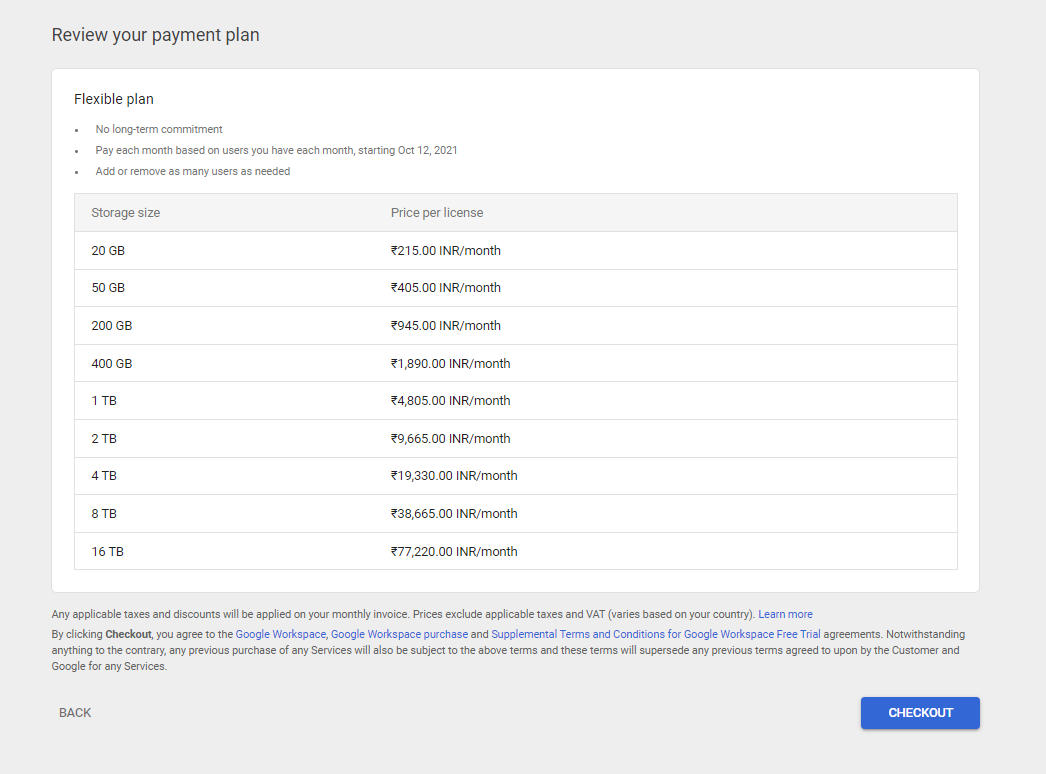 Review your payment plan
Flexible plan
• No long-term commitment
• Pay each month based on users you have each month, starting Oct 12, 2021
• Add or remove as many users as needed
Storage size Price per license
20 GB ₹215.00 INR/month
50 GB ₹405.00 INR/month
200 GB ₹945.00 INR/month
400 GB ₹1,890.00 INR/month
1 TB ₹4,805.00 INR/month
2 TB ₹9,665.00 INR/month
4 TB ₹19,330.00 INR/month
8 TB ₹38,665.00 INR/month
16 TB ₹77,220.00 INR/month
Any applicable taxes and discounts will be applied on your monthly invoice. Prices exclude applicable taxes and VAT (varies based on your country). Learn more
By clicking Checkout, you agree to the Google Workspace, Google Workspace purchase and Supplemental Terms and Conditions for Google Workspace Free Trial agreements. Notwithstanding
anything to the contrary, any previous purchase of any Services will also be subject to the above terms and these terms will supersede any previous terms agreed to upon by the Customer and
Google for any Services.
BACK CHECKOUT